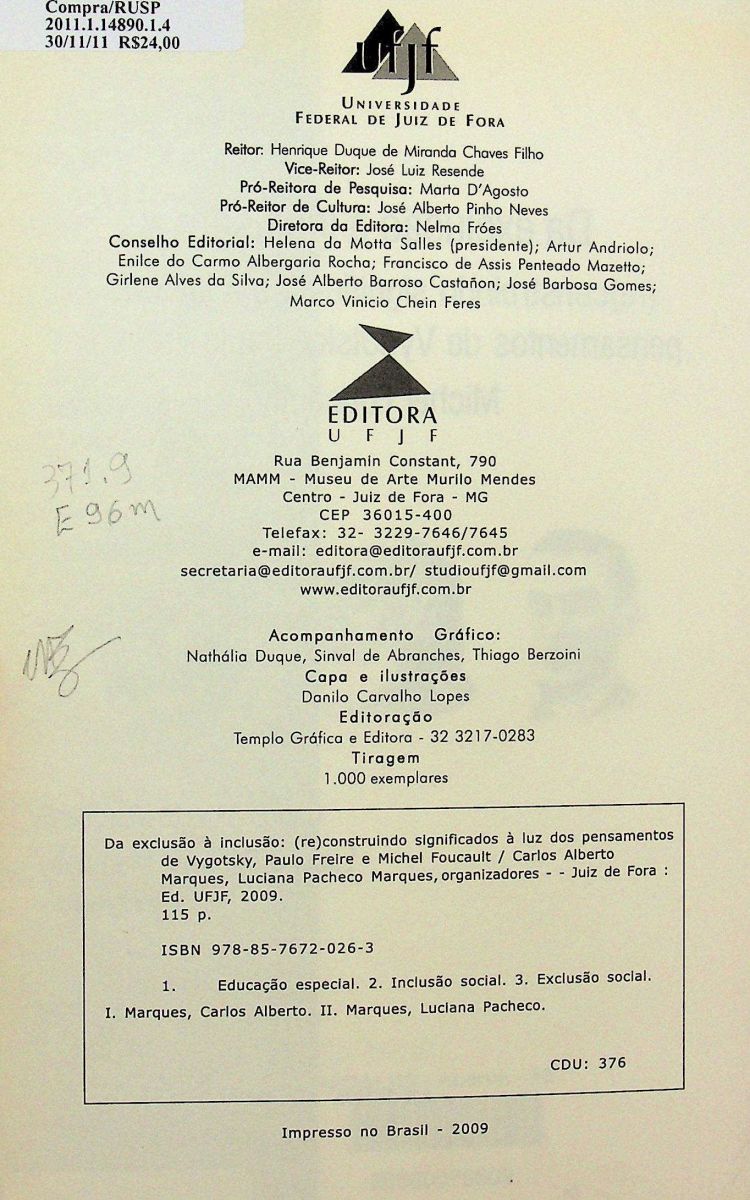 Compra/RUSP
2011.1.14890.1.4
30/11/11 R$24,00
ufjf
UNIVERSIDADE
FEDERAL DE JUIZ DE FORA
Reitor: Henrique Duque de Miranda Chaves Filho
Vice-Reitor: José Luiz Resende
Pró-Reitora de Pesquisa: Marta D'Agosto
Pró-Reitor de Cultura: José Alberto Pinho Neves
Diretora da Editora: Nelma Fróes
Conselho Editorial: Helena da Motta Salles (presidente); Artur Andriolo;
Enilce do Carmo Albergaria Rocha; Francisco de Assis Penteado Mazetto;
Girlene Alves da Silva; José Alberto Barroso Castañon; José Barbosa Gomes;
Marco Vinicio Chein Feres
EDITORA
UFJF
371.9
E96m
Rua Benjamin Constant, 790
MAMM - Museu de Arte Murilo Mendes
Centro - Juiz de Fora - MG
CEP 36015-400
Telefax: 32- 3229-7646/7645
e-mail: editora@editoraufjf.com.br
secretaria@editoraufjf.com.br/ studioufjf@gmail.com
www.editoraufjf.com.br
Acompanhamento Gráfico:
Nathália Duque, Sinval de Abranches, Thiago Berzoini
Capa e ilustrações
Danilo Carvalho Lopes
Editoração
Templo Gráfica e Editora - 32 3217-0283
Tiragem
1.000 exemplares
Da exclusão à inclusão: (re)construindo significados à luz dos pensamentos
de Vygotsky, Paulo Freire e Michel Foucault / Carlos Alberto
Marques, Luciana Pacheco Marques, organizadores - - Juiz de Fora :
Ed. UFJF, 2009.
115 p.
ISBN 978-85-7672-026-3
1. Educação especial. 2. Inclusão social. 3. Exclusão social.
I. Marques, Carlos Alberto. II. Marques, Luciana Pacheco.
CDU: 376
Impresso no Brasil - 2009